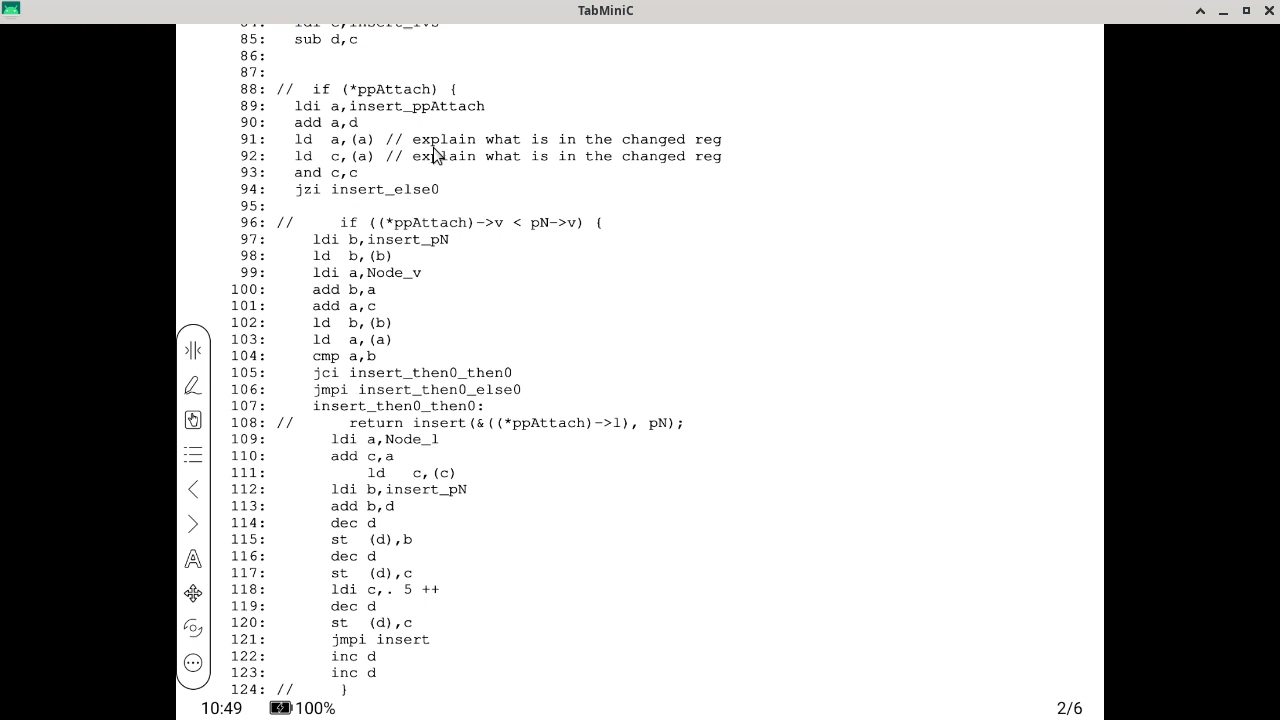 TabMiniC
85: sub d,c
86:
87:
88: // if (*ppAttach) {
89: ldi a,insert_ppAttach
90: add a,d
91: ld a,(a) // explain what is in the changed reg
92: ld c,(a) // explain what is in the changed reg
93: and c,c
94: jzi insert_else0
95:
96: // if ((*ppAttach)->v < pN->v) {
97: ldi b,insert_pN
98: ld b,(b)
99: ldi a,Node_v
100: add b,a
101: add a,c
102: ld b,(b)
103: ld a,(a)
104: cmp a,b
105: jci insert_then0_then0
106: jmpi insert_then0_else0
107: insert_then0_then0:
108: // return insert(&((*ppAttach)->l), pN);
109: ldi a,Node_l
110: add c,a
111: ld c,(c)
112: ldi b,insert_pN
113: add b,d
114: dec d
115: st (d),b
116: dec d
117: st (d),c
118: ldi c,. 5 ++
119: dec d
120: st (d),c
121: jmpi insert
122: inc d
123: inc d
124: // }
10:49 100% 2/6